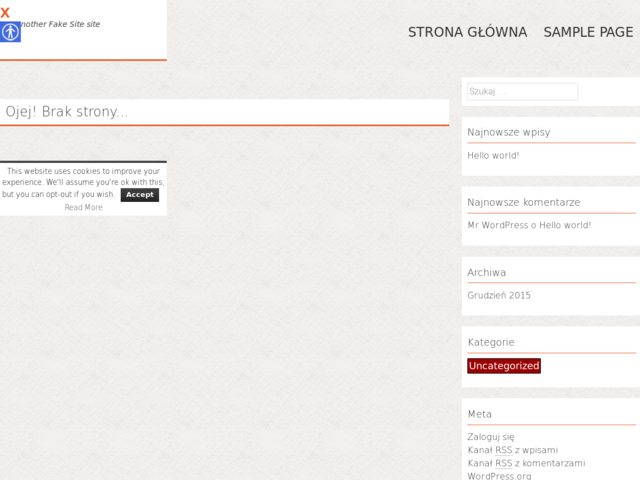 X
nother Fake Site site
STRONA GŁÓWNA SAMPLE PAGE
Ojej! Brak strony...
This website uses cookies to improve your
experience. We'll assume you're ok with this,
but you can opt-out if you wish. Accept
Read More
Szukaj ...
Najnowsze wpisy
Hello world!
Najnowsze komentarze
Mr WordPress o Hello world!
Archiwa
Grudzień 2015
Kategorie
Uncategorized
Meta
Zaloguj się
Kanał RSS z wpisami
Kanał RSS z komentarzami
WordPress.org